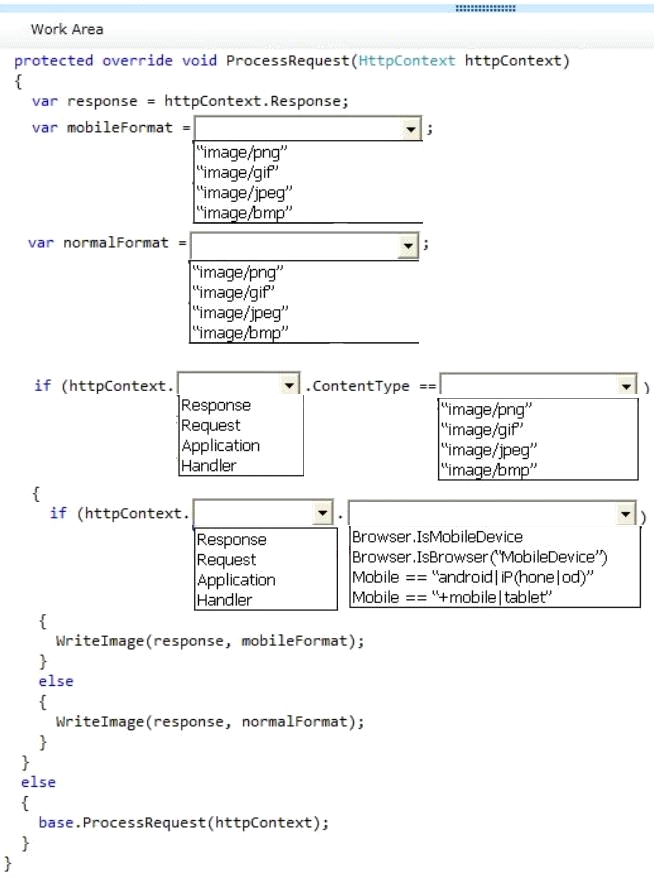 Work Area
protected override void ProcessRequest(HttpContext httpContext)
{
var response = httpContext.Response;
var mobileFormat = ;
"image/png"
"image/gif"
"image/jpeg"
"image/bmp"
var normalFormat = ;
"image/png"
"image/gif"
"image/jpeg"
"image/bmp"
if (httpContext. .ContentType == )
Response
Request
Application
Handler
"image/png"
"image/gif"
"image/jpeg"
"image/bmp"
{
if (httpContext. . )
Response
Request
Application
Handler
Browser.IsMobileDevice
Browser.IsBrowser("MobileDevice")
Mobile == "android|iP(hone|od)"
Mobile == "+mobile|tablet"
{
WriteImage(response, mobileFormat);
}
else
{
WriteImage(response, normalFormat);
}
}
else
{
base.ProcessRequest(httpContext);
}
}